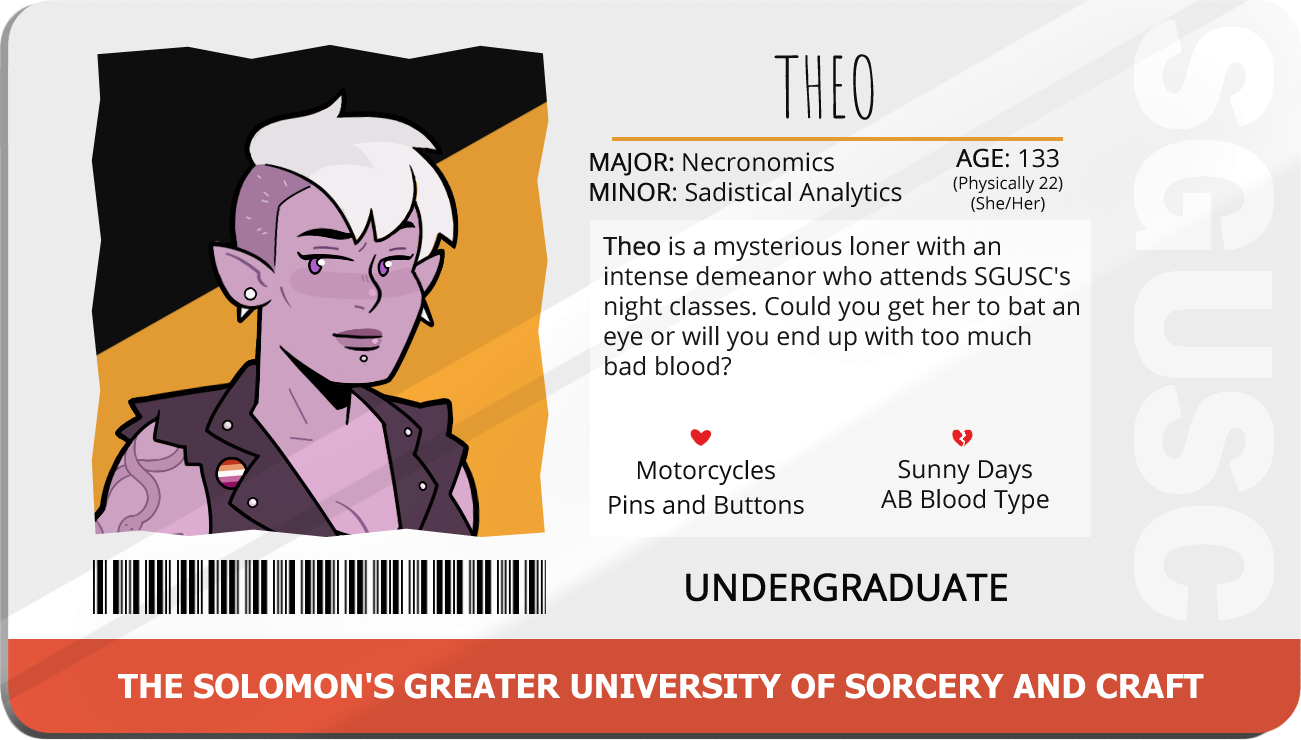 THEO
MAJOR: Necronomics
MINOR: Sadistical Analytics
AGE: 133
(Physically 22)
(She/Her)
Theo is a mysterious loner with an
intense demeanor who attends SGUSC's
night classes. Could you get her to bat an
eye or will you end up with too much
bad blood?
Motorcycles
Pins and Buttons
Sunny Days
AB Blood Type
UNDERGRADUATE
SGUSC
THE SOLOMON'S GREATER UNIVERSITY OF SORCERY AND CRAFT